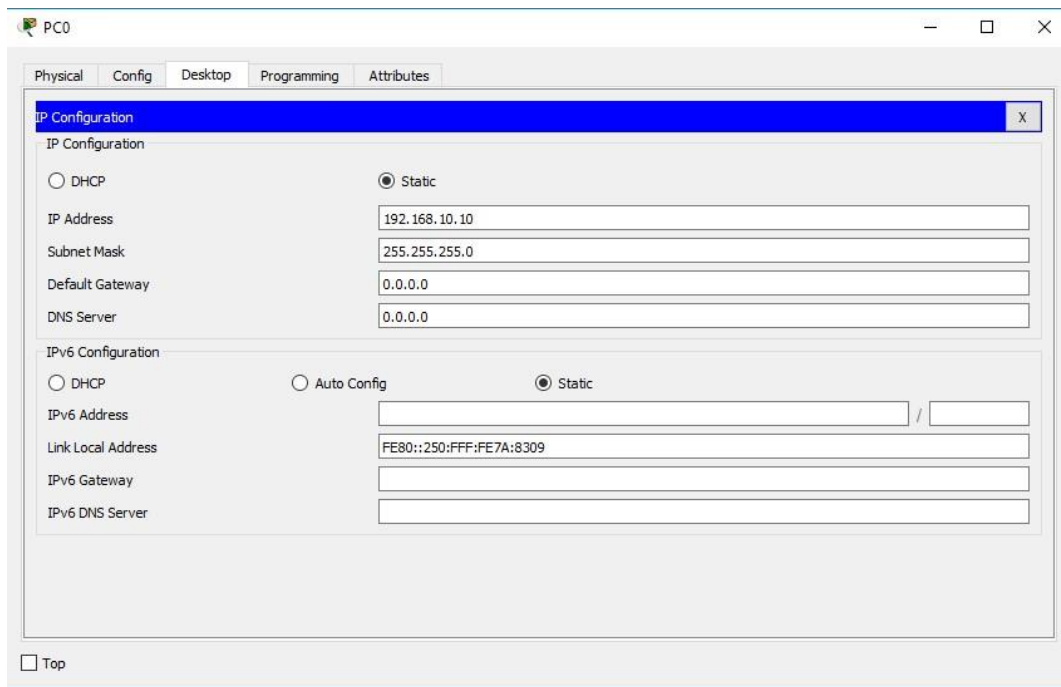 PC0
Physical Config Desktop Programming Attributes
IP Configuration X
IP Configuration
DHCP Static
IP Address 192.168.10.10
Subnet Mask 255.255.255.0
Default Gateway 0.0.0.0
DNS Server 0.0.0.0
IPv6 Configuration
DHCP Auto Config Static
IPv6 Address /
Link Local Address FE80::250:FFF:FE7A:8309
IPv6 Gateway
IPv6 DNS Server
Top